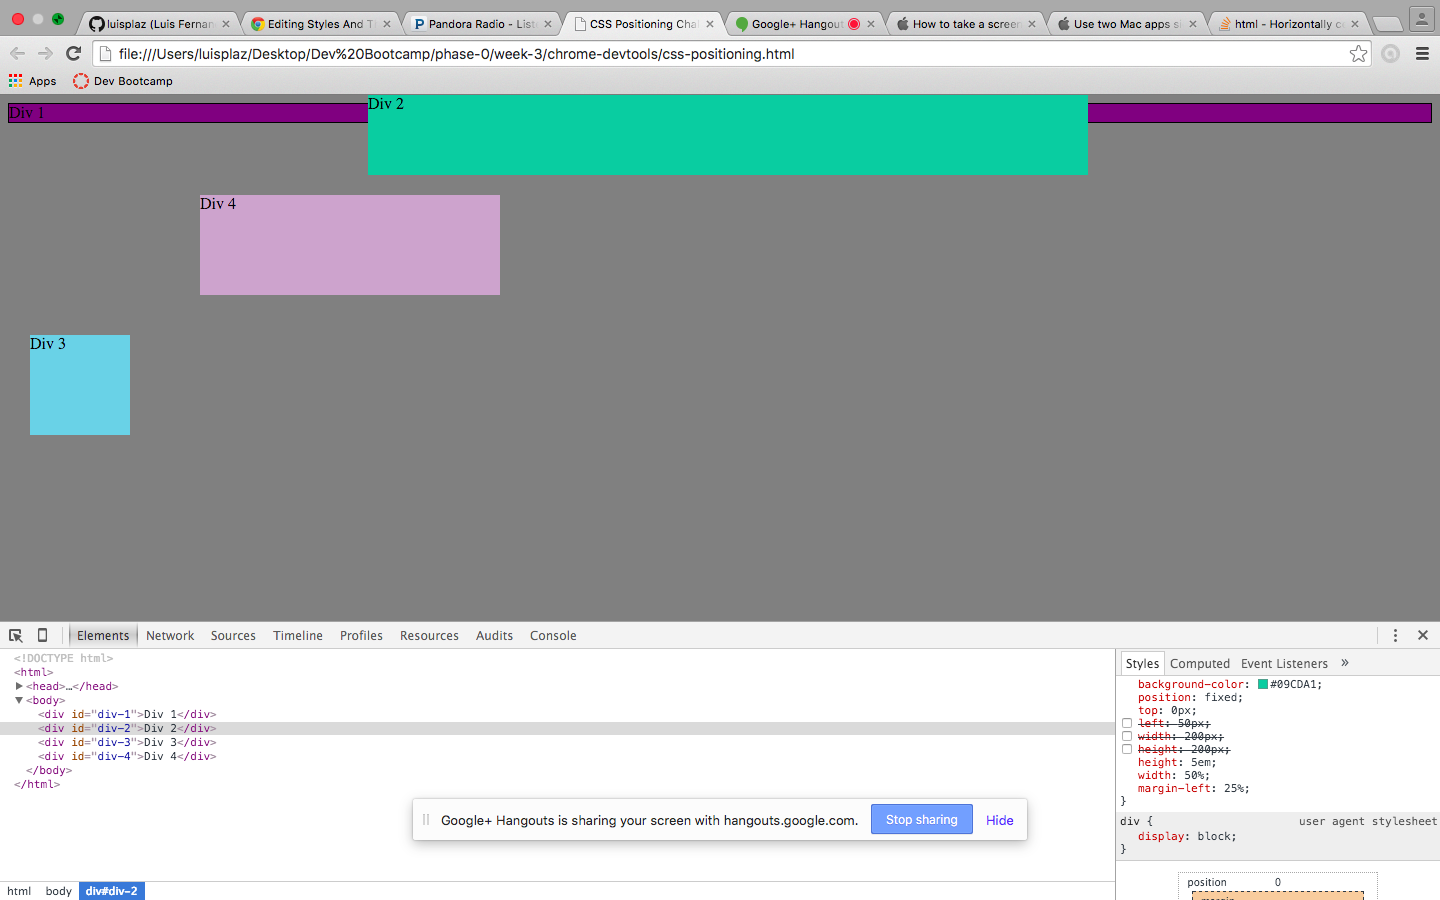 luisplaz (Luis Fernan
Editing Styles And Th
Pandora Radio - Liste
CSS Positioning Chal
Google+ Hangout
How to take a screen
Use two Mac apps si
html - Horizontally ce
file:///Users/luisplaz/Desktop/Dev%20Bootcamp/phase-0/week-3/chrome-devtools/css-positioning.html
Apps
Dev Bootcamp
Div 1
Div 2
Div 4
Div 3
Elements Network Sources Timeline Profiles Resources Audits Console
<!DOCTYPE html>
<html>
<head>…</head>
<body>
<div id="div-1">Div 1</div>
<div id="div-2">Div 2</div>
<div id="div-3">Div 3</div>
<div id="div-4">Div 4</div>
</body>
</html>
Google+ Hangouts is sharing your screen with hangouts.google.com. Stop sharing Hide
html body div#div-2
Styles Computed Event Listeners »
background-color: #09CDA1;
position: fixed;
top: 0px;
left: 50px;
width: 200px;
height: 200px;
height: 5em;
width: 50%;
margin-left: 25%;
}
div { user agent stylesheet
display: block;
}
position 0